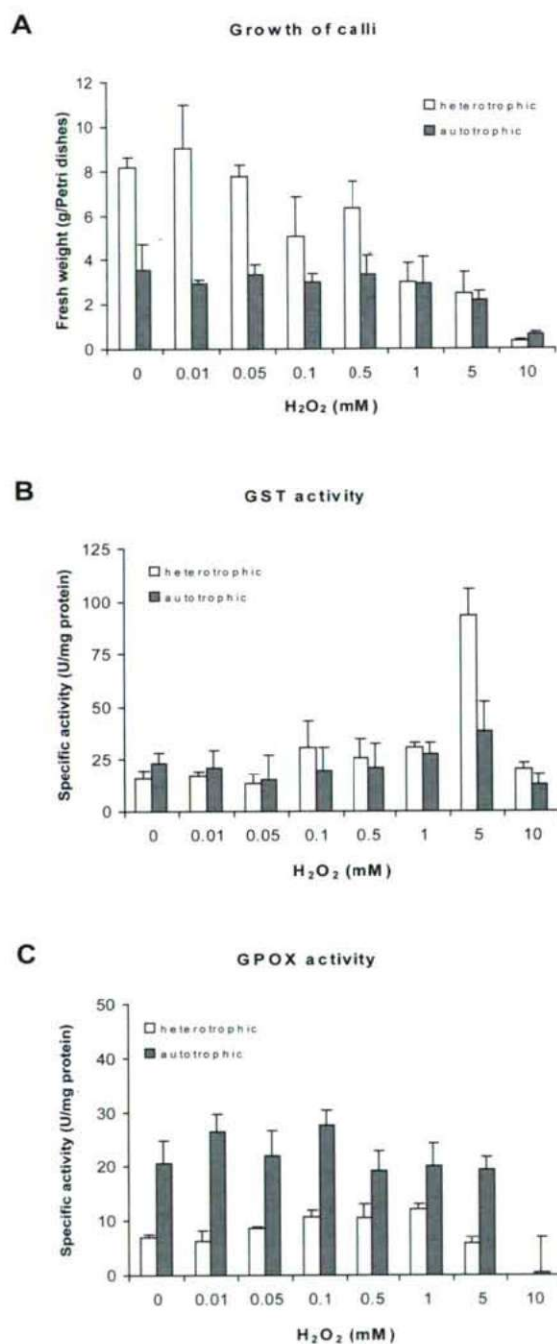 A
Growth of calli
Fresh weight (g/Petri dishes)
12
10
8
6
4
2
0
heterotrophic
autotrophic
0 0.01 0.05 0.1 0.5 1 5 10
H₂O₂ (mM)
B
GST activity
Specific activity (U/mg protein)
125
100
75
50
25
0
heterotrophic
autotrophic
0 0.01 0.05 0.1 0.5 1 5 10
H₂O₂ (mM)
C
GPOX activity
Specific activity (U/mg protein)
50
40
30
20
10
0
heterotrophic
autotrophic
0 0.01 0.05 0.1 0.5 1 5 10
H₂O₂ (mM)